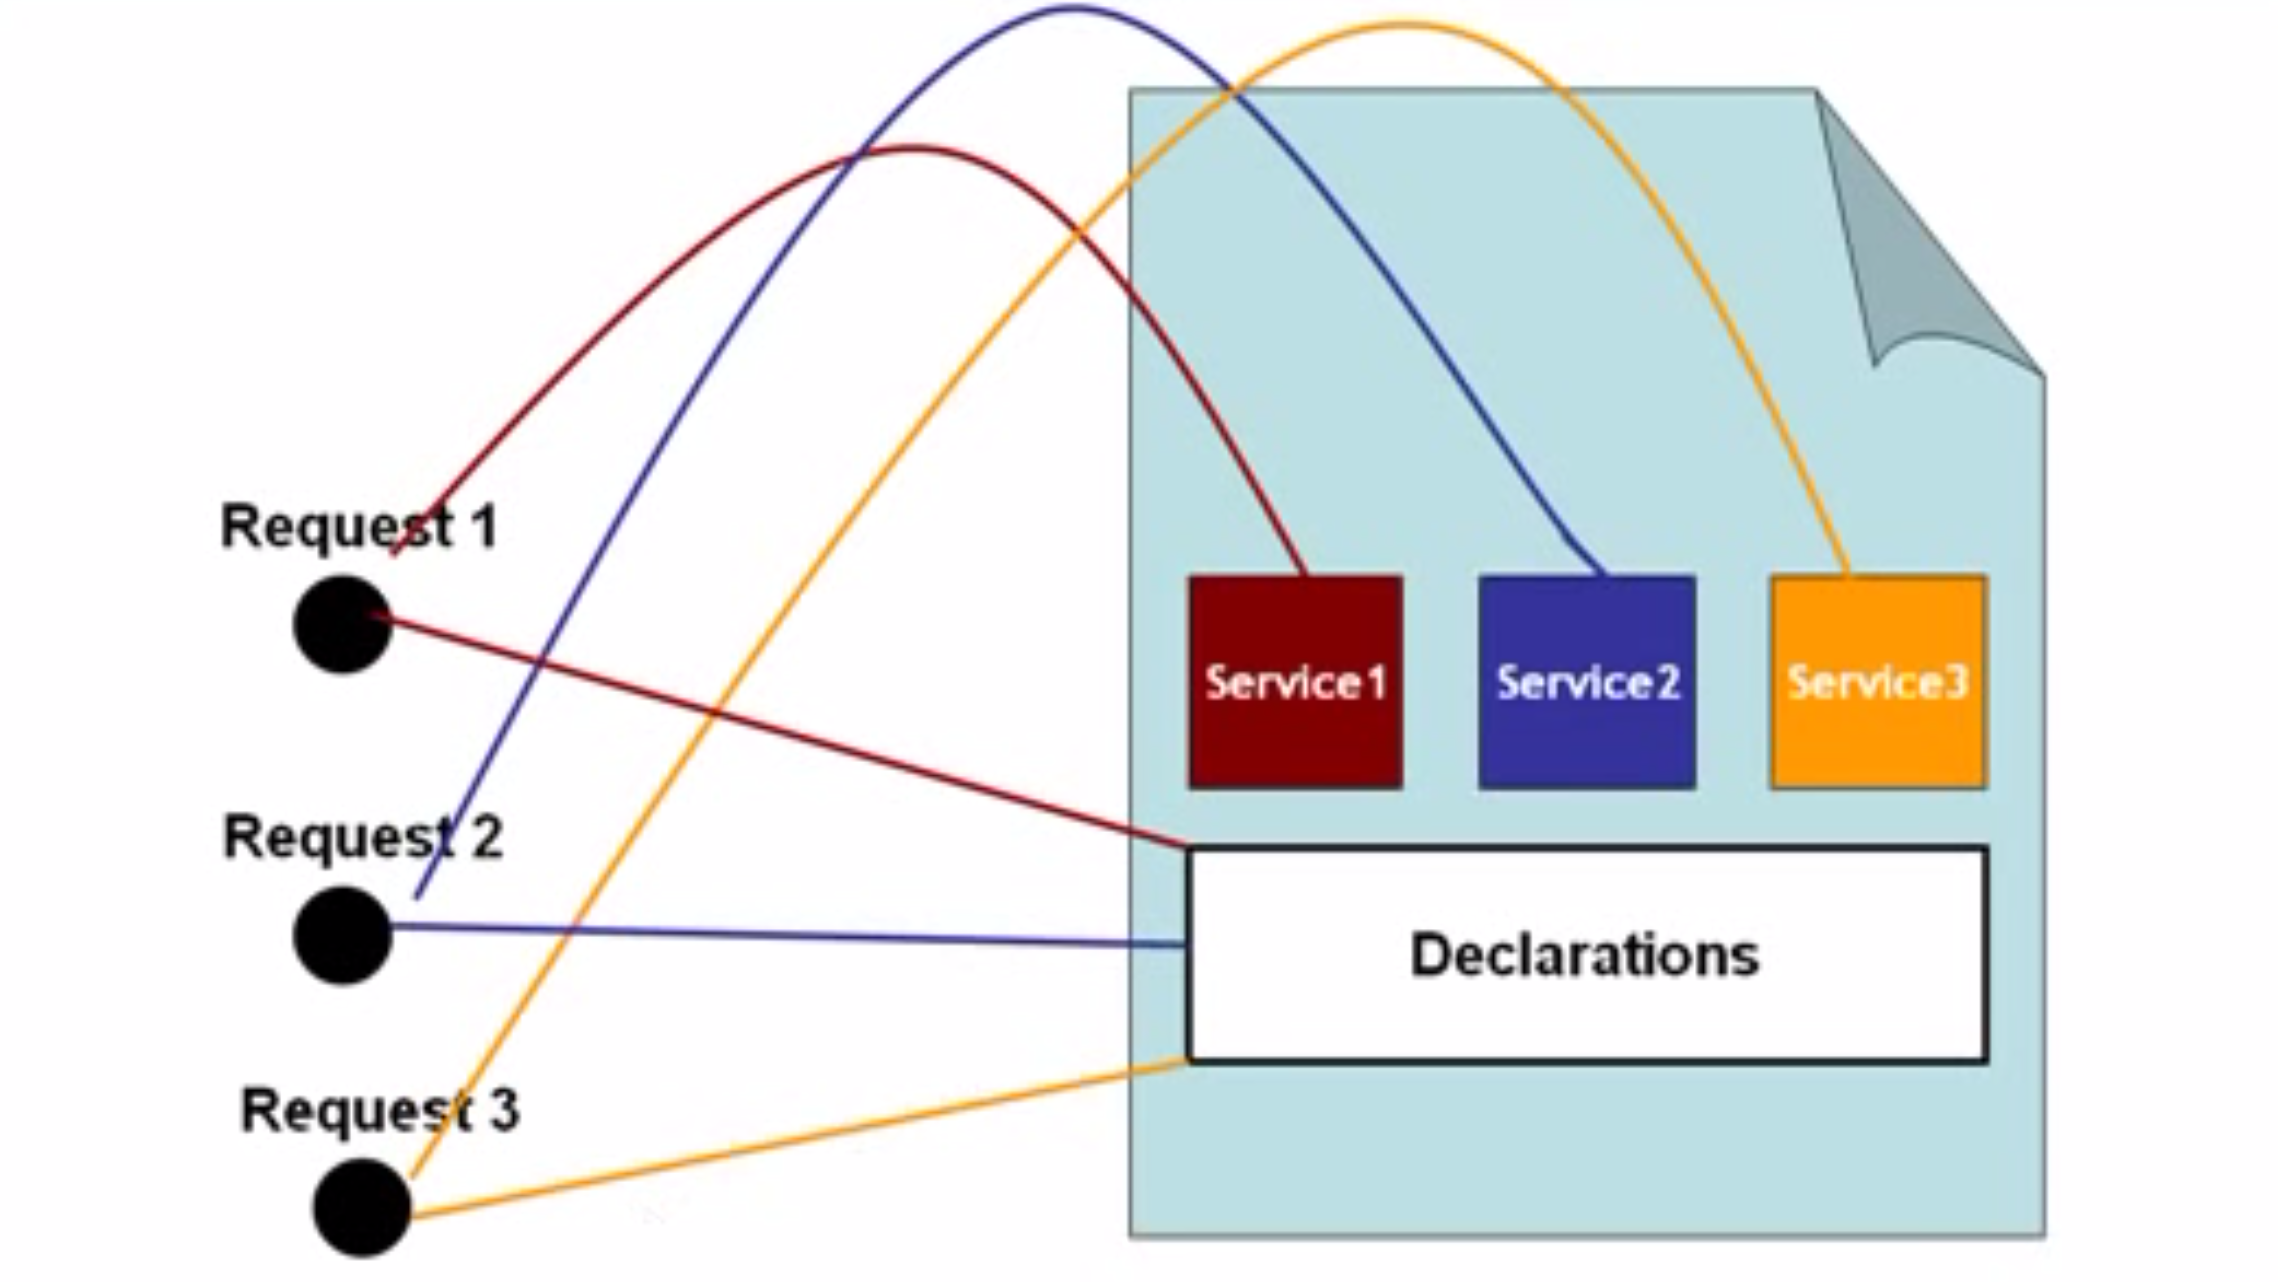 Request 1
Service1
Service2
Service3
Request 2
Declarations
Request 3